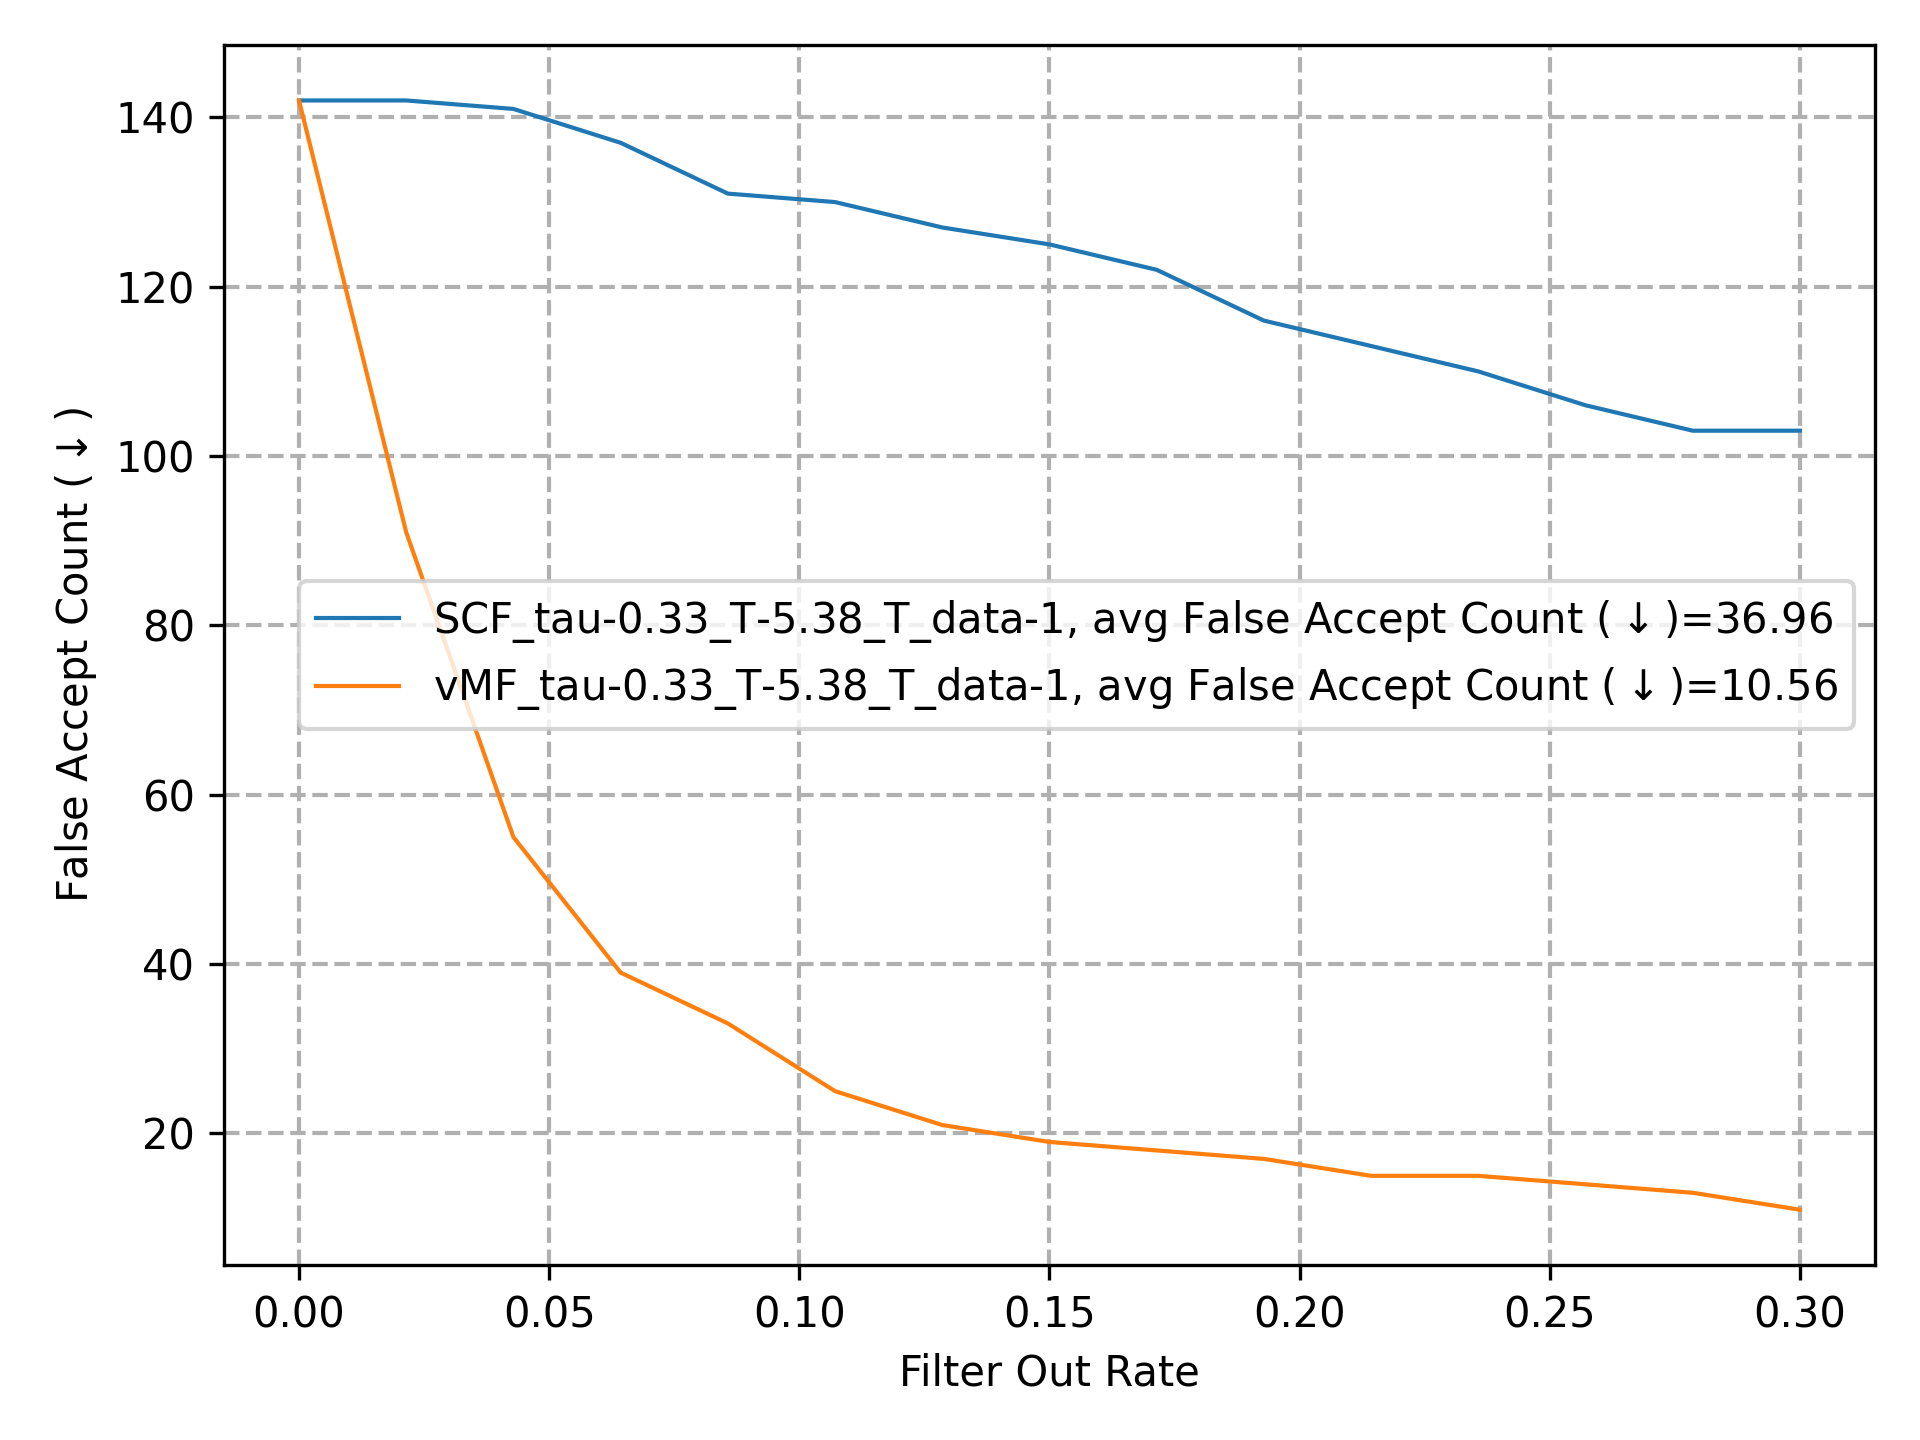 False Accept Count (↓)
140
120
100
80
60
40
20
SCF_tau-0.33_T-5.38_T_data-1, avg False Accept Count (↓)=36.96
vMF_tau-0.33_T-5.38_T_data-1, avg False Accept Count (↓)=10.56
0.00 0.05 0.10 0.15 0.20 0.25 0.30
Filter Out Rate